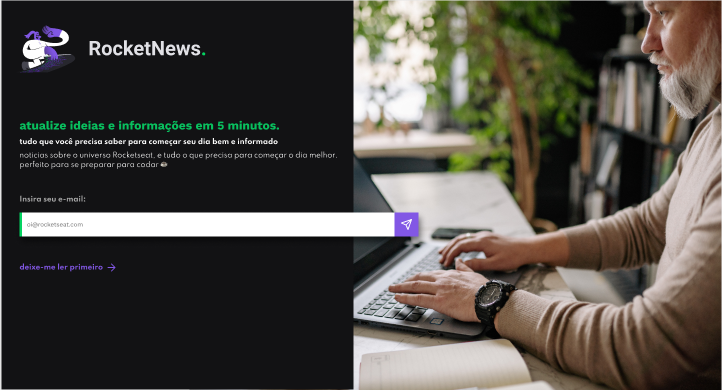 RocketNews.
atualize ideias e informações em 5 minutos.
tudo que você precisa saber para começar seu dia bem e informado
notícias sobre o universo Rocketseat, e tudo o que precisa para começar o dia melhor,
perfeito para se preparar para codar
Insira seu e-mail:
oi@rocketseat.com
deixe-me ler primeiro →